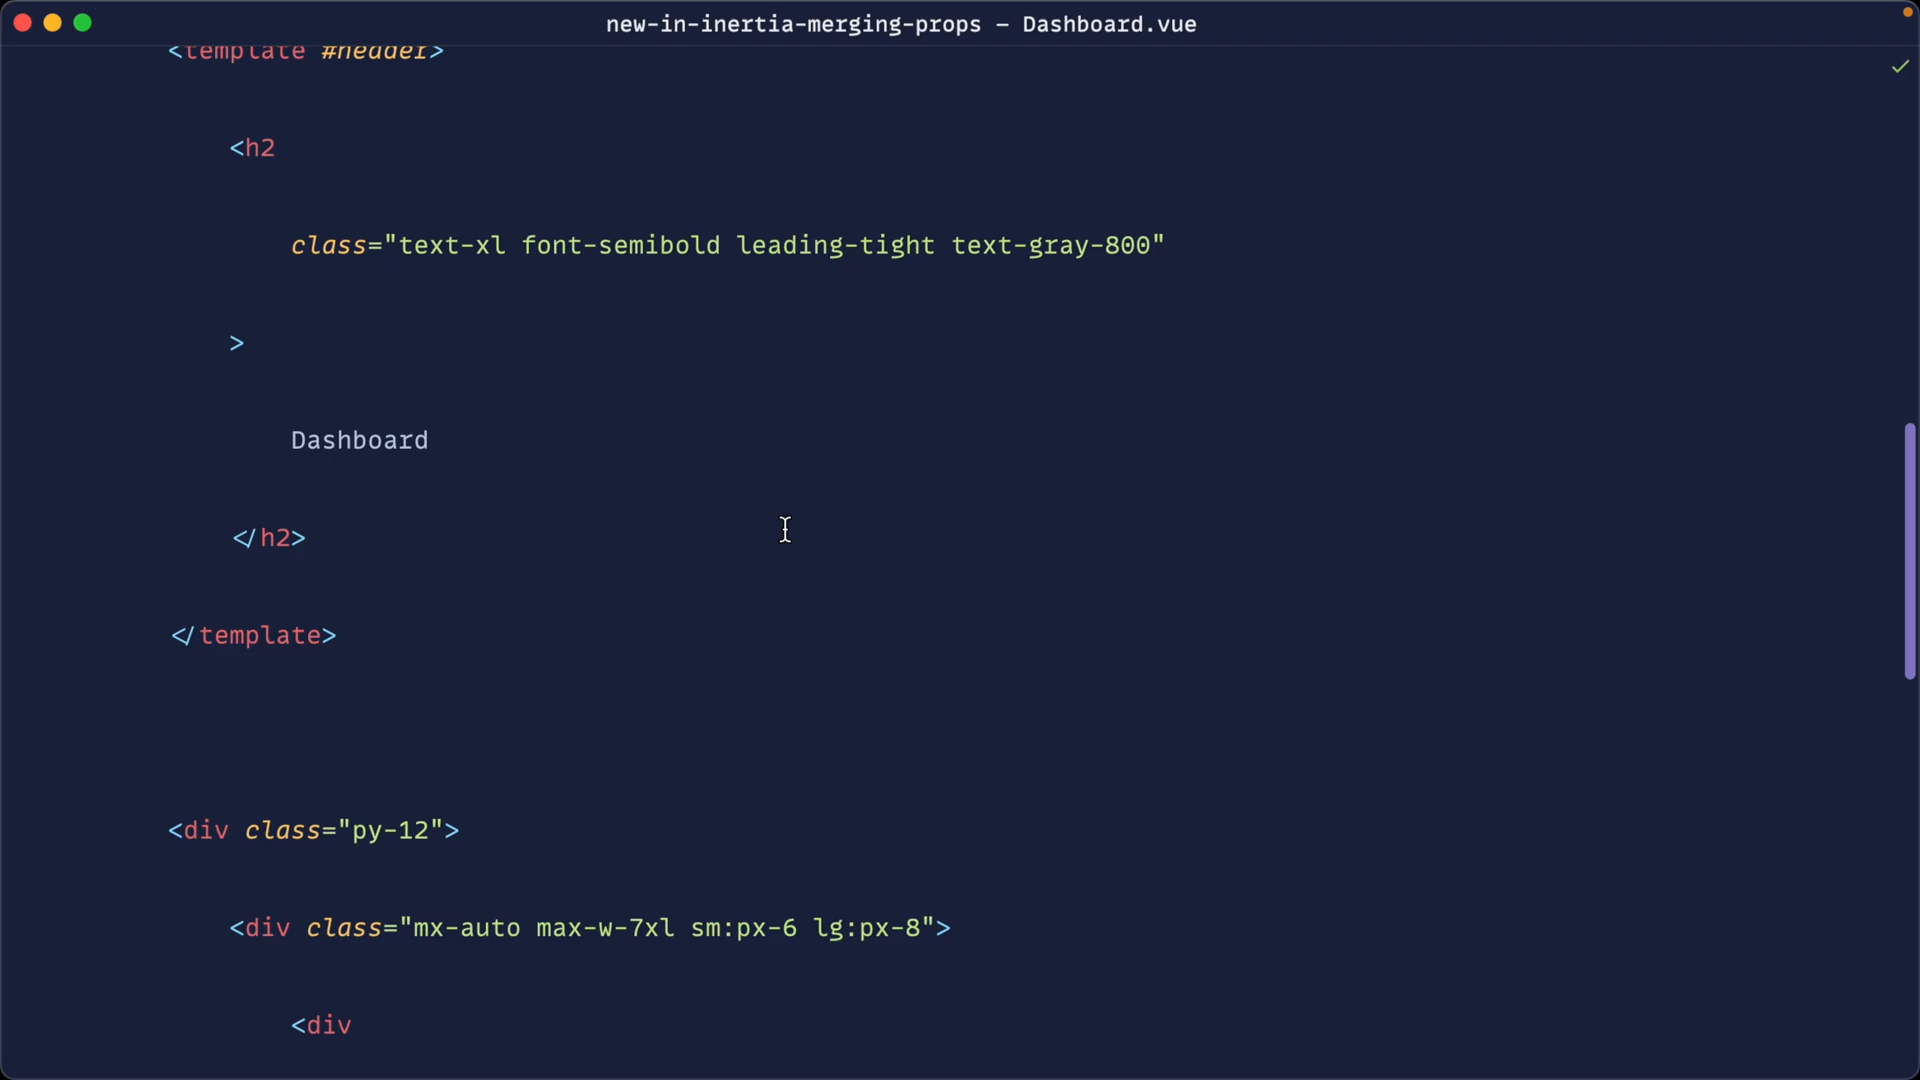 new-in-inertia-merging-props – Dashboard.vue
<template #header>
<h2
class="text-xl font-semibold leading-tight text-gray-800"
>
Dashboard
</h2>
</template>
<div class="py-12">
<div class="mx-auto max-w-7xl sm:px-6 lg:px-8">
<div